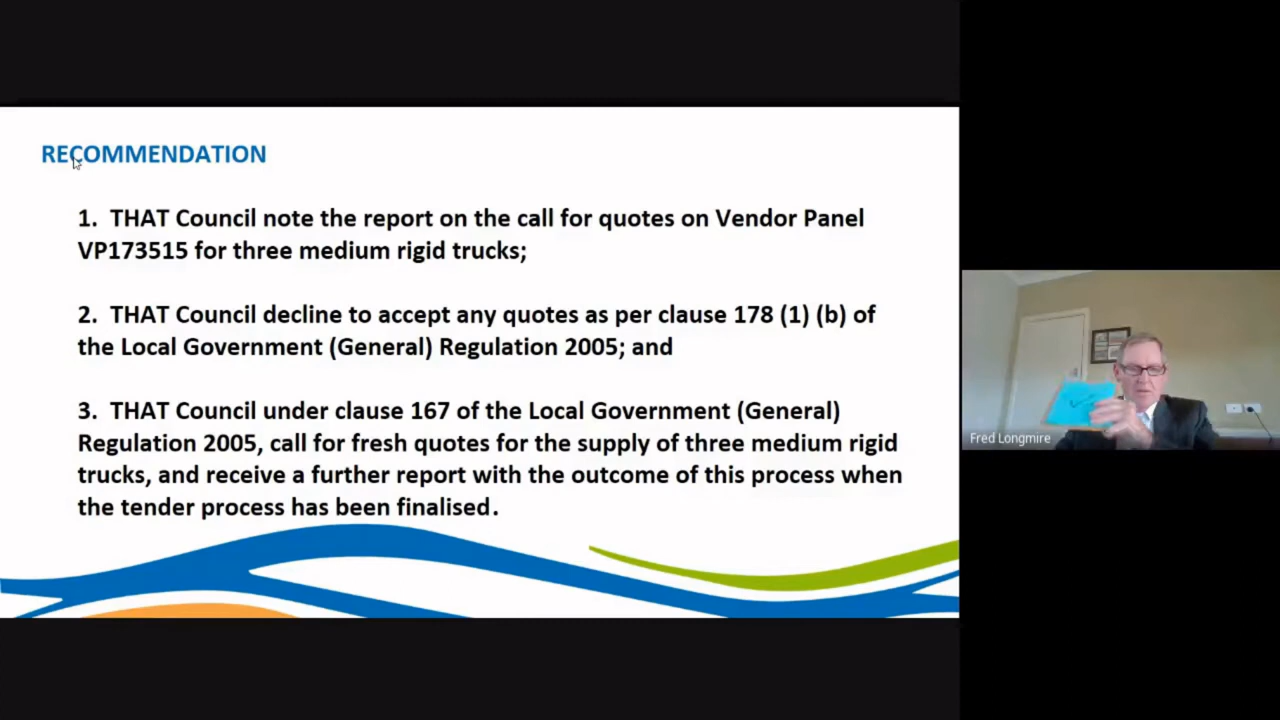 RECOMMENDATION
1. THAT Council note the report on the call for quotes on Vendor Panel
VP173515 for three medium rigid trucks;
2. THAT Council decline to accept any quotes as per clause 178 (1) (b) of
the Local Government (General) Regulation 2005; and
3. THAT Council under clause 167 of the Local Government (General)
Regulation 2005, call for fresh quotes for the supply of three medium rigid
trucks, and receive a further report with the outcome of this process when
the tender process has been finalised.
Fred Longmire